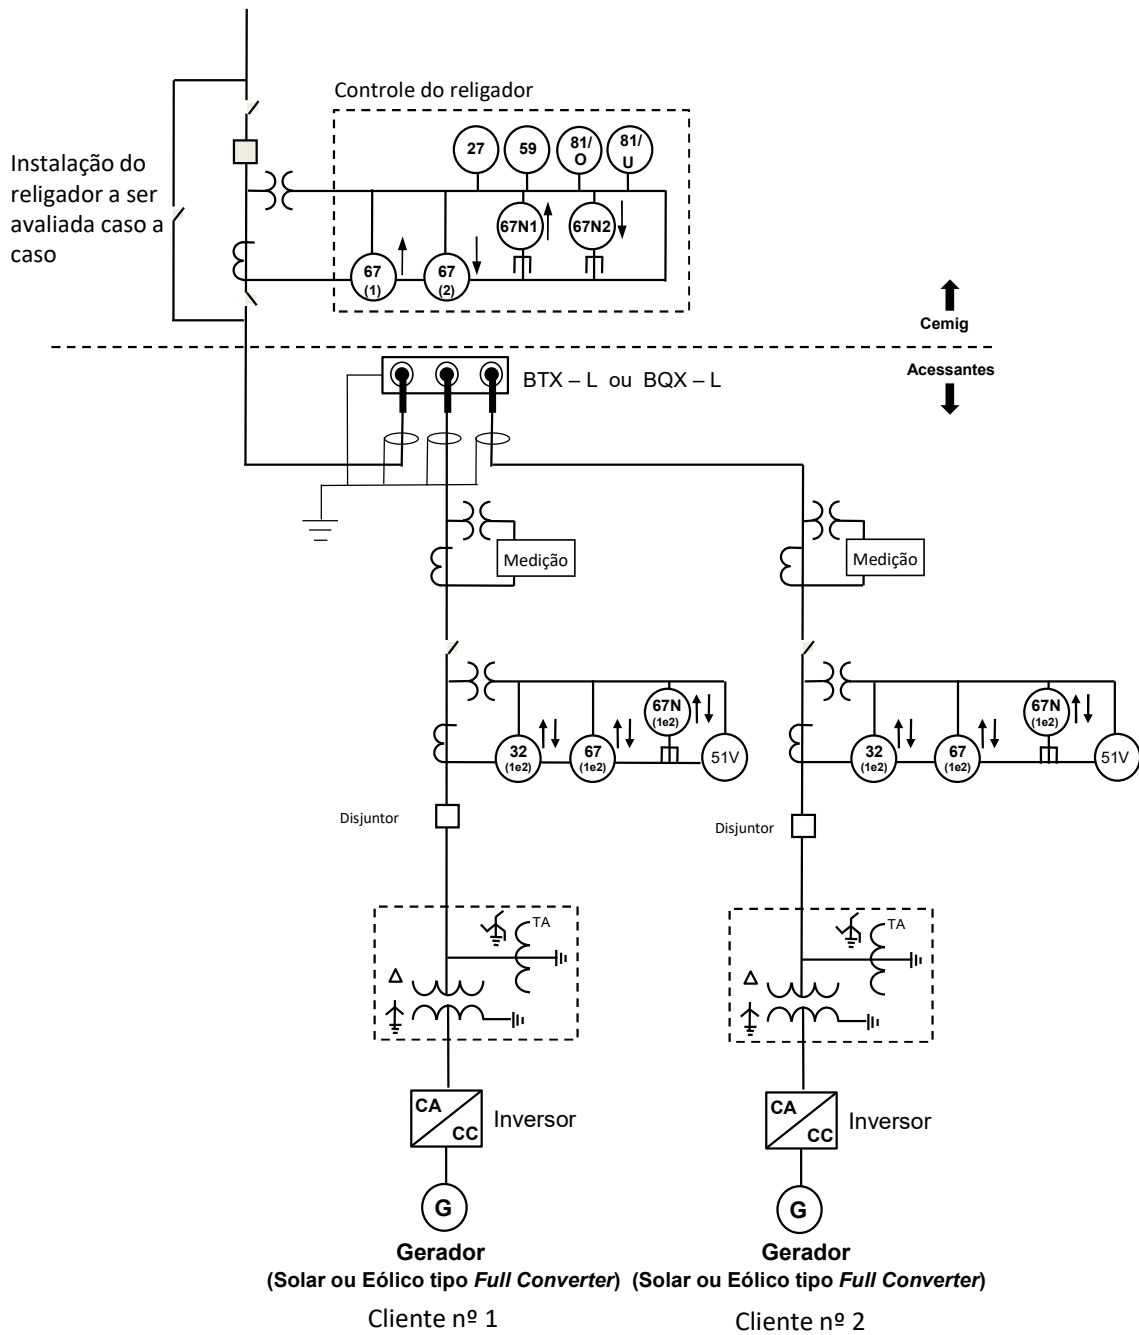 Controle do religador
Instalação do
religador a ser
avaliada caso a
caso
27
59
81/
O
81/
U
67N1
67N2
67
(1)
67
(2)
Cemig
Acessantes
BTX – L ou BQX – L
Medição
Medição
67N
(1e2)
32
(1e2)
67
(1e2)
51V
67N
(1e2)
32
(1e2)
67
(1e2)
51V
Disjuntor
Disjuntor
TA
TA
Δ
Δ
CA
CC
Inversor
CA
CC
Inversor
G
G
Gerador
(Solar ou Eólico tipo Full Converter)
Cliente nº 1
Gerador
(Solar ou Eólico tipo Full Converter)
Cliente nº 2